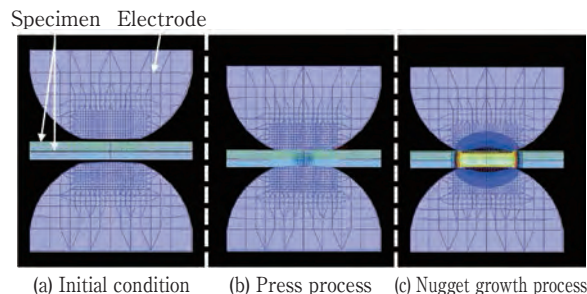 Specimen Electrode
(a) Initial condition (b) Press process (c) Nugget growth process